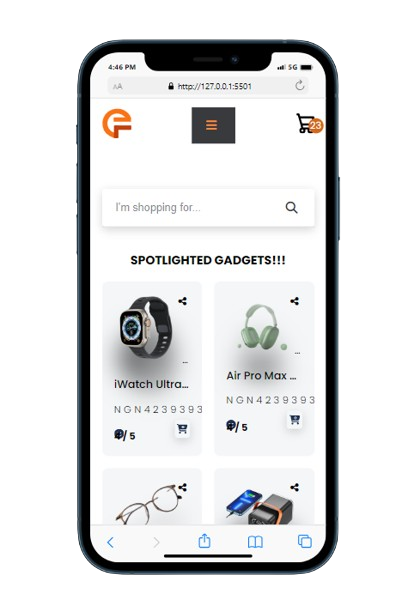 4:46 PM 5G
AA http://127.0.0.1:5501
23
I'm shopping for...
SPOTLIGHTED GADGETS!!!
...
iWatch Ultra...
NGN4239393
/ 5
...
Air Pro Max ...
NGN4239393
/ 5